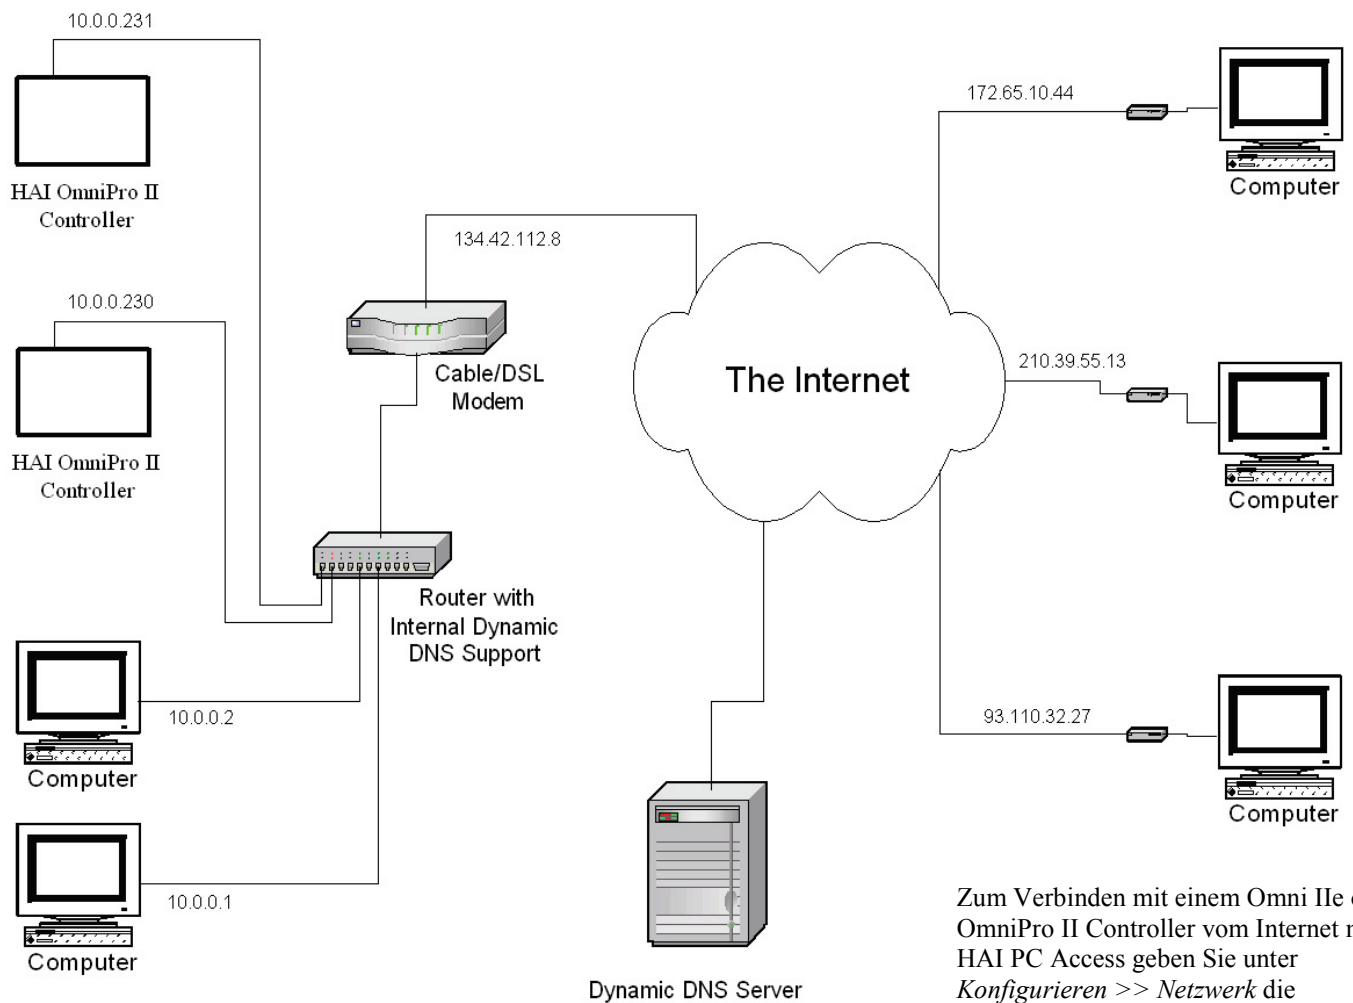 10.0.0.231
HAI OmniPro II
Controller
10.0.0.230
HAI OmniPro II
Controller
134.42.112.8
Cable/DSL
Modem
Router with
Internal Dynamic
DNS Support
10.0.0.2
Computer
10.0.0.1
Computer
The Internet
172.65.10.44
Computer
210.39.55.13
Computer
93.110.32.27
Computer
Dynamic DNS Server
Zum Verbinden mit einem Omni IIe
OmniPro II Controller vom Internet
HAI PC Access geben Sie unter
Konfigurieren >> Netzwerk die